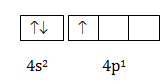 ↑↓ ↑
4s² 4p¹